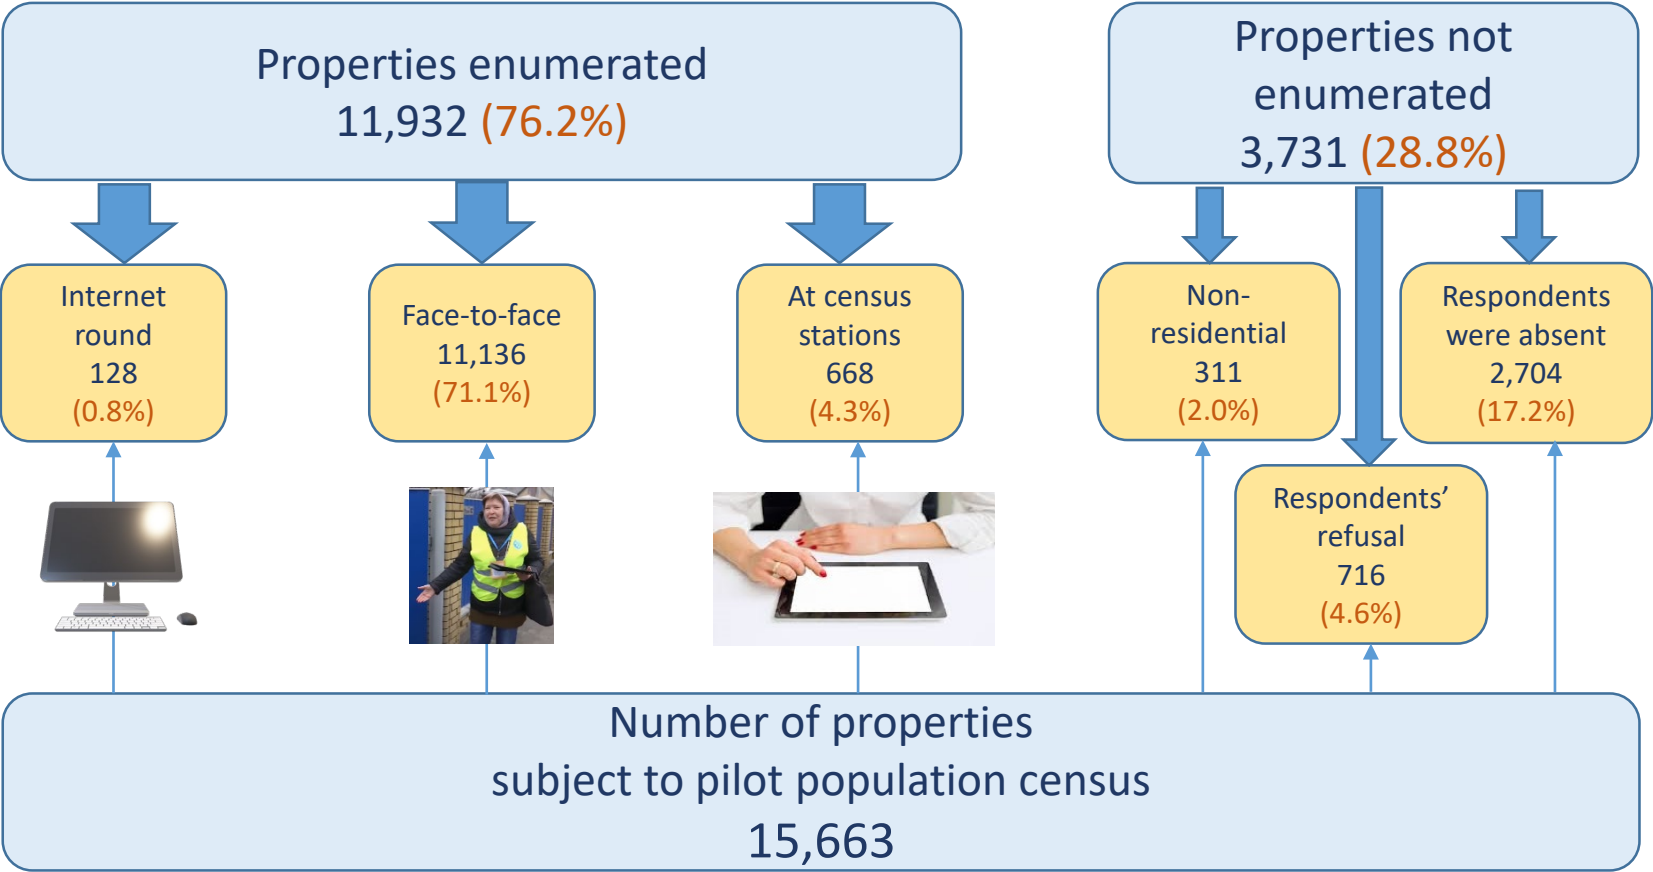 Properties enumerated
11,932 (76.2%)
Properties not
enumerated
3,731 (28.8%)
Internet
round
128
(0.8%)
Face-to-face
11,136
(71.1%)
At census
stations
668
(4.3%)
Non-
residential
311
(2.0%)
Respondents
were absent
2,704
(17.2%)
Respondents’
refusal
716
(4.6%)
Number of properties
subject to pilot population census
15,663